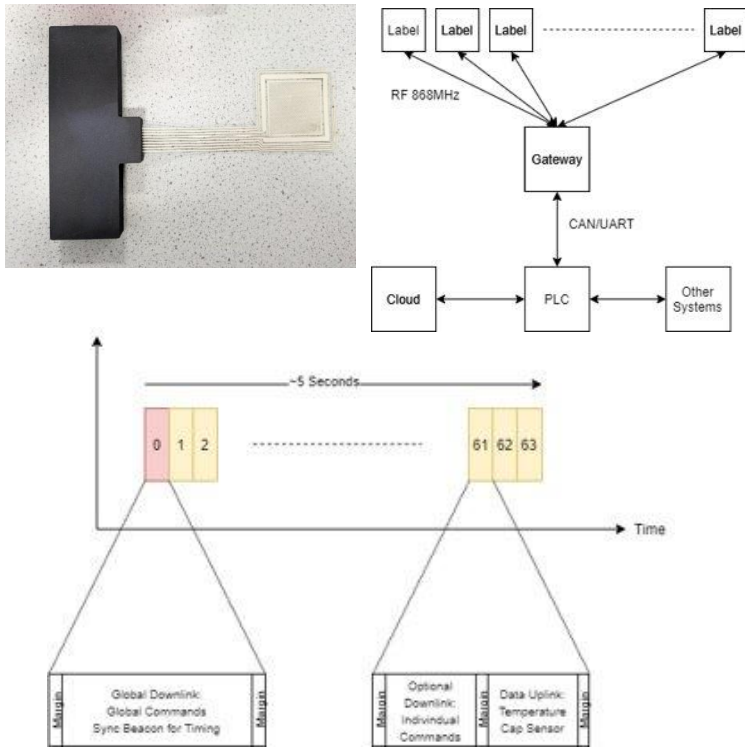 Label Label Label Label
RF 868MHz
Gateway
CAN/UART
Cloud PLC Other
Systems
~5 Seconds
0 1 2 61 62 63
Time
Margin Global Downlink: Margin Margin Optional Margin Data Uplink: Margin
Global Commands Downlink: Temperature
Sync Beacon for Timing Indivindual Cap Sensor
Commands